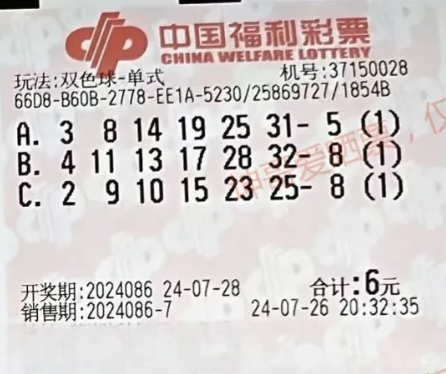 中国福利彩票
CHINA WELFARE LOTTERY
玩法:双色球-单式 机号:37150028
66D8-B60B-2778-EE1A-5230/25869727/1854B
A. 3 8 14 19 25 31- 5 (1)
B. 4 11 13 17 28 32- 8 (1)
C. 2 9 10 15 23 25- 8 (1)
开奖期:2024086 24-07-28 合计:6元
销售期:2024086-7 24-07-26 20:32:35